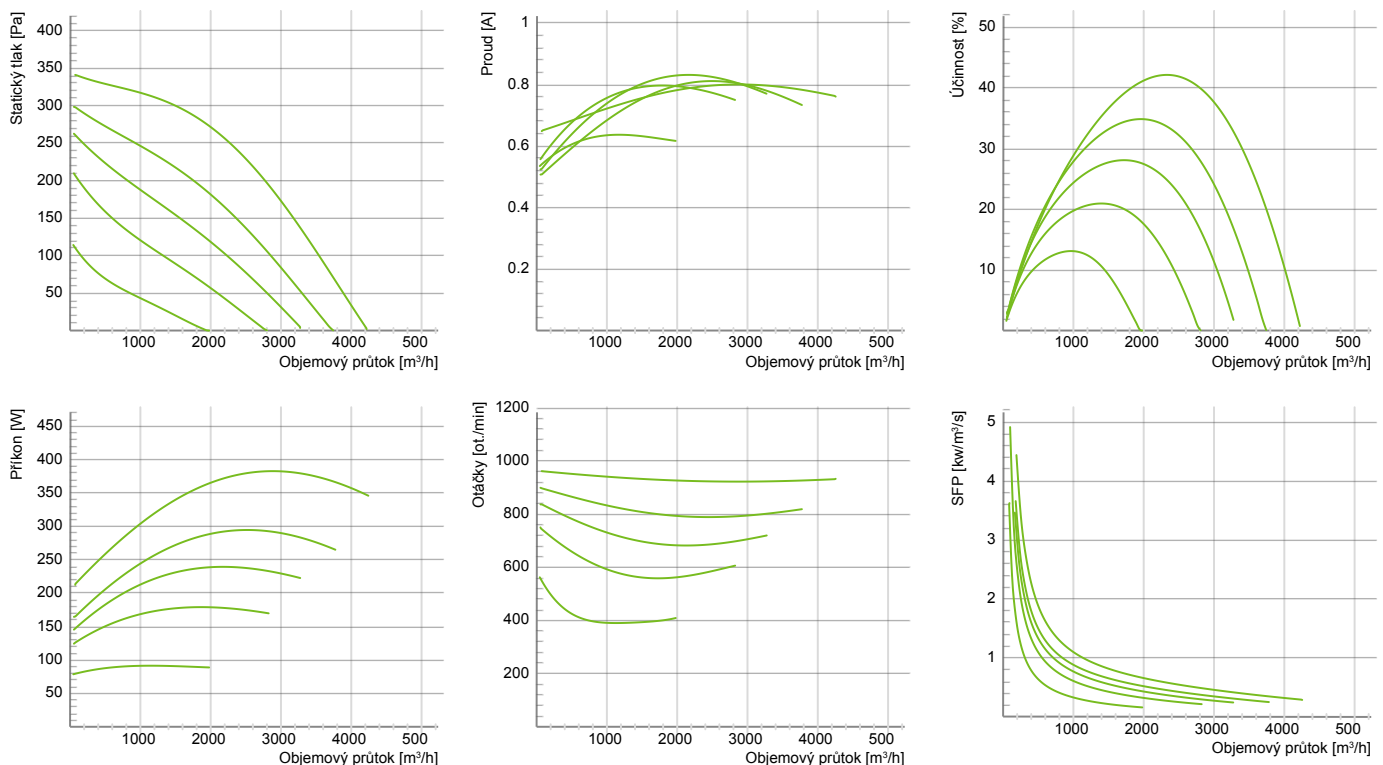 Statický tlak [Pa]
400
350
300
250
200
150
100
50
1000 2000 3000 4000 500
Objemový průtok [m³/h]
Proud [A]
1
0.8
0.6
0.4
0.2
1000 2000 3000 4000 500
Objemový průtok [m³/h]
Účinnost [%]
50
40
30
20
10
1000 2000 3000 4000 500
Objemový průtok [m³/h]
Příkon [W]
450
400
350
300
250
200
150
100
50
1000 2000 3000 4000 500
Objemový průtok [m³/h]
Otáčky [ot./min]
1200
1000
800
600
400
200
1000 2000 3000 4000 500
Objemový průtok [m³/h]
SFP [kw/m³/s]
5
4
3
2
1
1000 2000 3000 4000 500
Objemový průtok [m³/h]